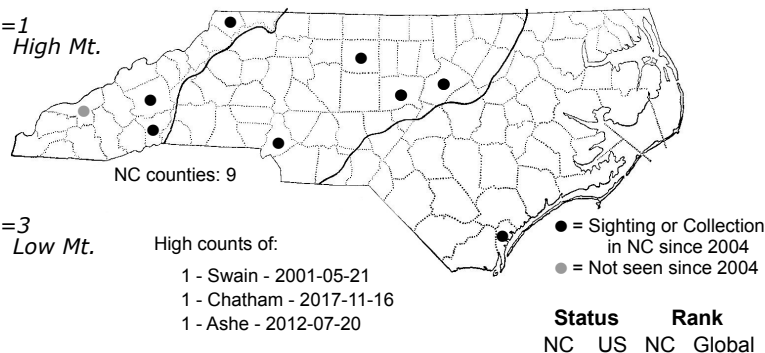 =1
High Mt.
NC counties: 9
=3
Low Mt.
High counts of:
1 - Swain - 2001-05-21
1 - Chatham - 2017-11-16
1 - Ashe - 2012-07-20
= Sighting or Collection
in NC since 2004
= Not seen since 2004
Status Rank
NC US NC Global